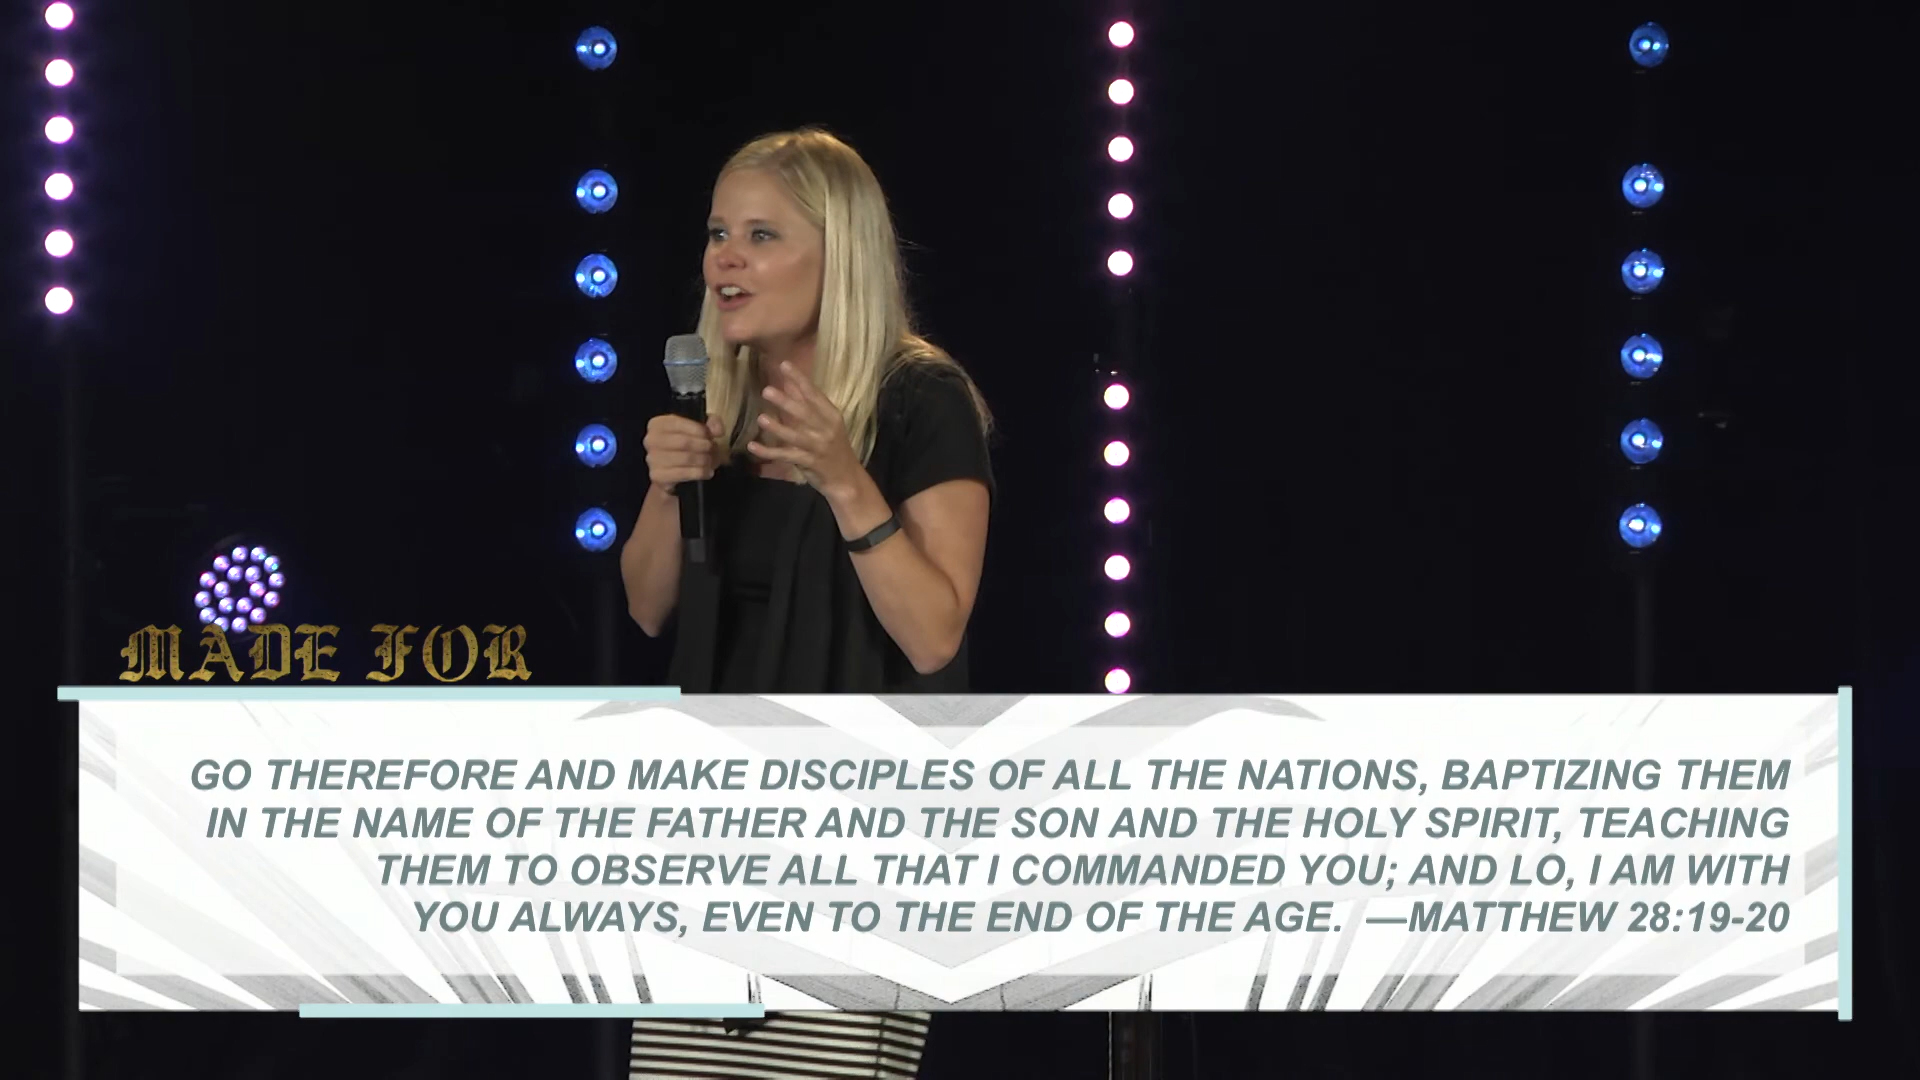 MADE FOR
GO THEREFORE AND MAKE DISCIPLES OF ALL THE NATIONS, BAPTIZING THEM
IN THE NAME OF THE FATHER AND THE SON AND THE HOLY SPIRIT, TEACHING
THEM TO OBSERVE ALL THAT I COMMANDED YOU; AND LO, I AM WITH
YOU ALWAYS, EVEN TO THE END OF THE AGE. —MATTHEW 28:19-20